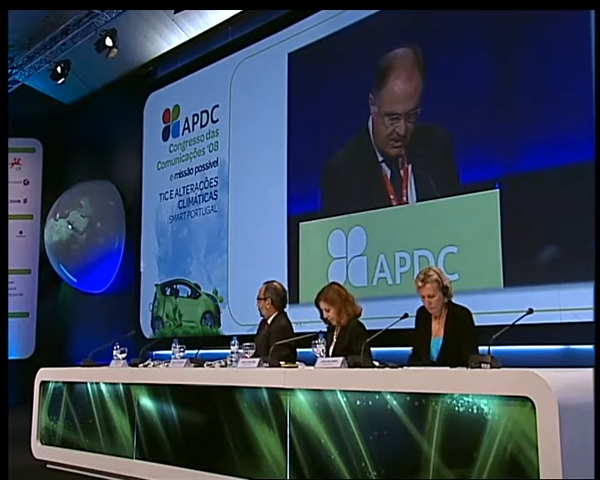 APDC
Congresso das
Comunicações '08
e-missão possível
TIC E ALTERAÇÕES
CLIMÁTICAS
SMART PORTUGAL
APDC